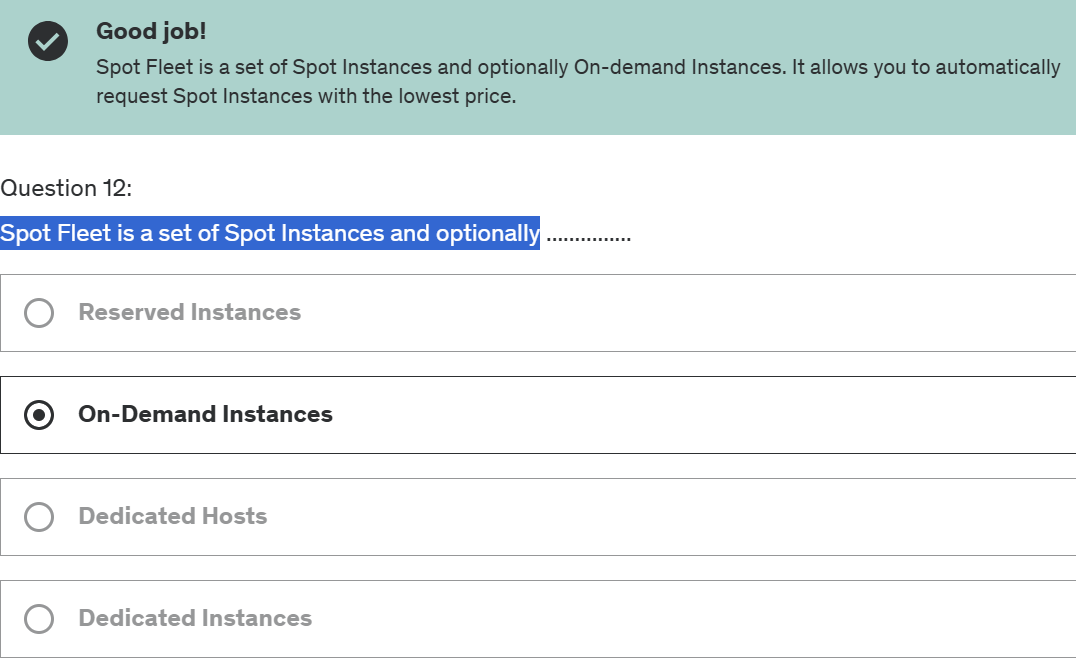 Good job!
Spot Fleet is a set of Spot Instances and optionally On-demand Instances. It allows you to automatically
request Spot Instances with the lowest price.
Question 12:
Spot Fleet is a set of Spot Instances and optionally ...............
Reserved Instances
On-Demand Instances
Dedicated Hosts
Dedicated Instances